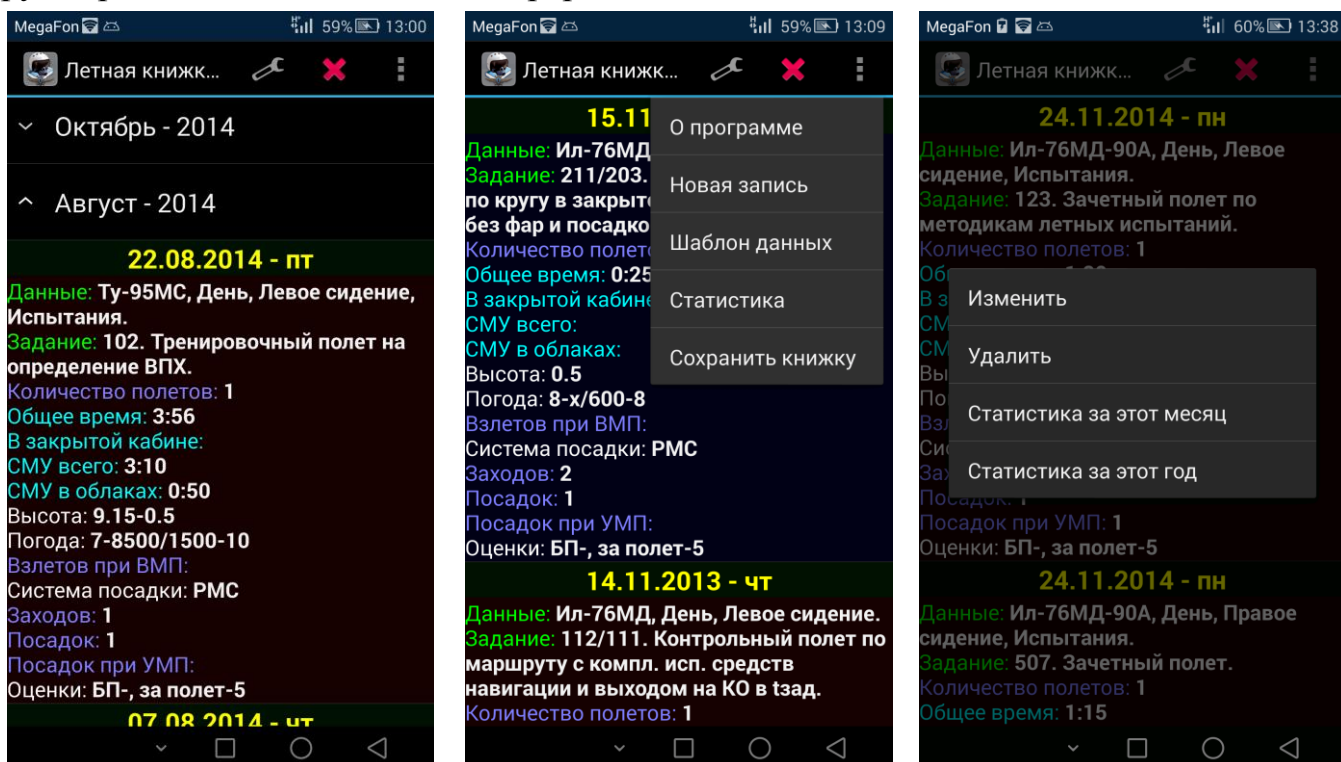 MegaFon 59% 13:00
Летная книжк...
Октябрь - 2014
Август - 2014
22.08.2014 - пт
Данные: Ту-95МС, День, Левое сидение,
Испытания.
Задание: 102. Тренировочный полет на
определение ВПХ.
Количество полетов: 1
Общее время: 3:56
В закрытой кабине:
СМУ всего: 3:10
СМУ в облаках: 0:50
Высота: 9.15-0.5
Погода: 7-8500/1500-10
Взлетов при ВМП:
Система посадки: РМС
Заходов: 1
Посадок: 1
Посадок при УМП:
Оценки: БП-, за полет-5
07.08.2014 - чт
MegaFon 59% 13:09
Летная книжк...
15.11
Данные: Ил-76МД
Задание: 211/203.
по кругу в закрыт
без фар и посадко
Количество полет
Общее время: 0:25
В закрытой кабине
СМУ всего:
СМУ в облаках:
Высота: 0.5
Погода: 8-х/600-8
Взлетов при ВМП:
Система посадки: РМС
Заходов: 2
Посадок: 1
Посадок при УМП:
Оценки: БП-, за полет-5
14.11.2013 - чт
Данные: Ил-76МД, День, Левое сидение.
Задание: 112/111. Контрольный полет по
маршруту с компл. исп. средств
навигации и выходом на КО в tзад.
Количество полетов: 1
О программе
Новая запись
Шаблон данных
Статистика
Сохранить книжку
MegaFon 60% 13:38
Летная книжк...
24.11.2014 - пн
Данные: Ил-76МД-90А, День, Левое
сидение, Испытания.
Задание: 123. Зачетный полет по
методикам летных испытаний.
Количество полетов: 1
Изменить
Удалить
Статистика за этот месяц
Статистика за этот год
Посадок: 1
Посадок при УМП: 1
Оценки: БП-, за полет-5
24.11.2014 - пн
Данные: Ил-76МД-90А, День, Правое
сидение, Испытания.
Задание: 507. Зачетный полет.
Количество полетов: 1
Общее время: 1:15